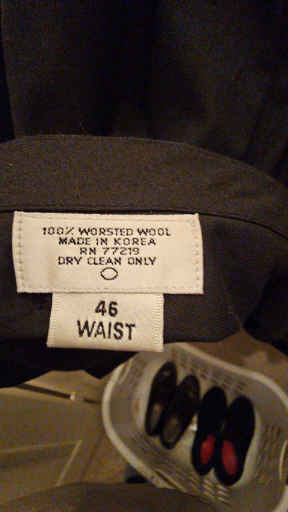 100% WORSTED WOOL
MADE IN KOREA
RN 77219
DRY CLEAN ONLY
46
WAIST